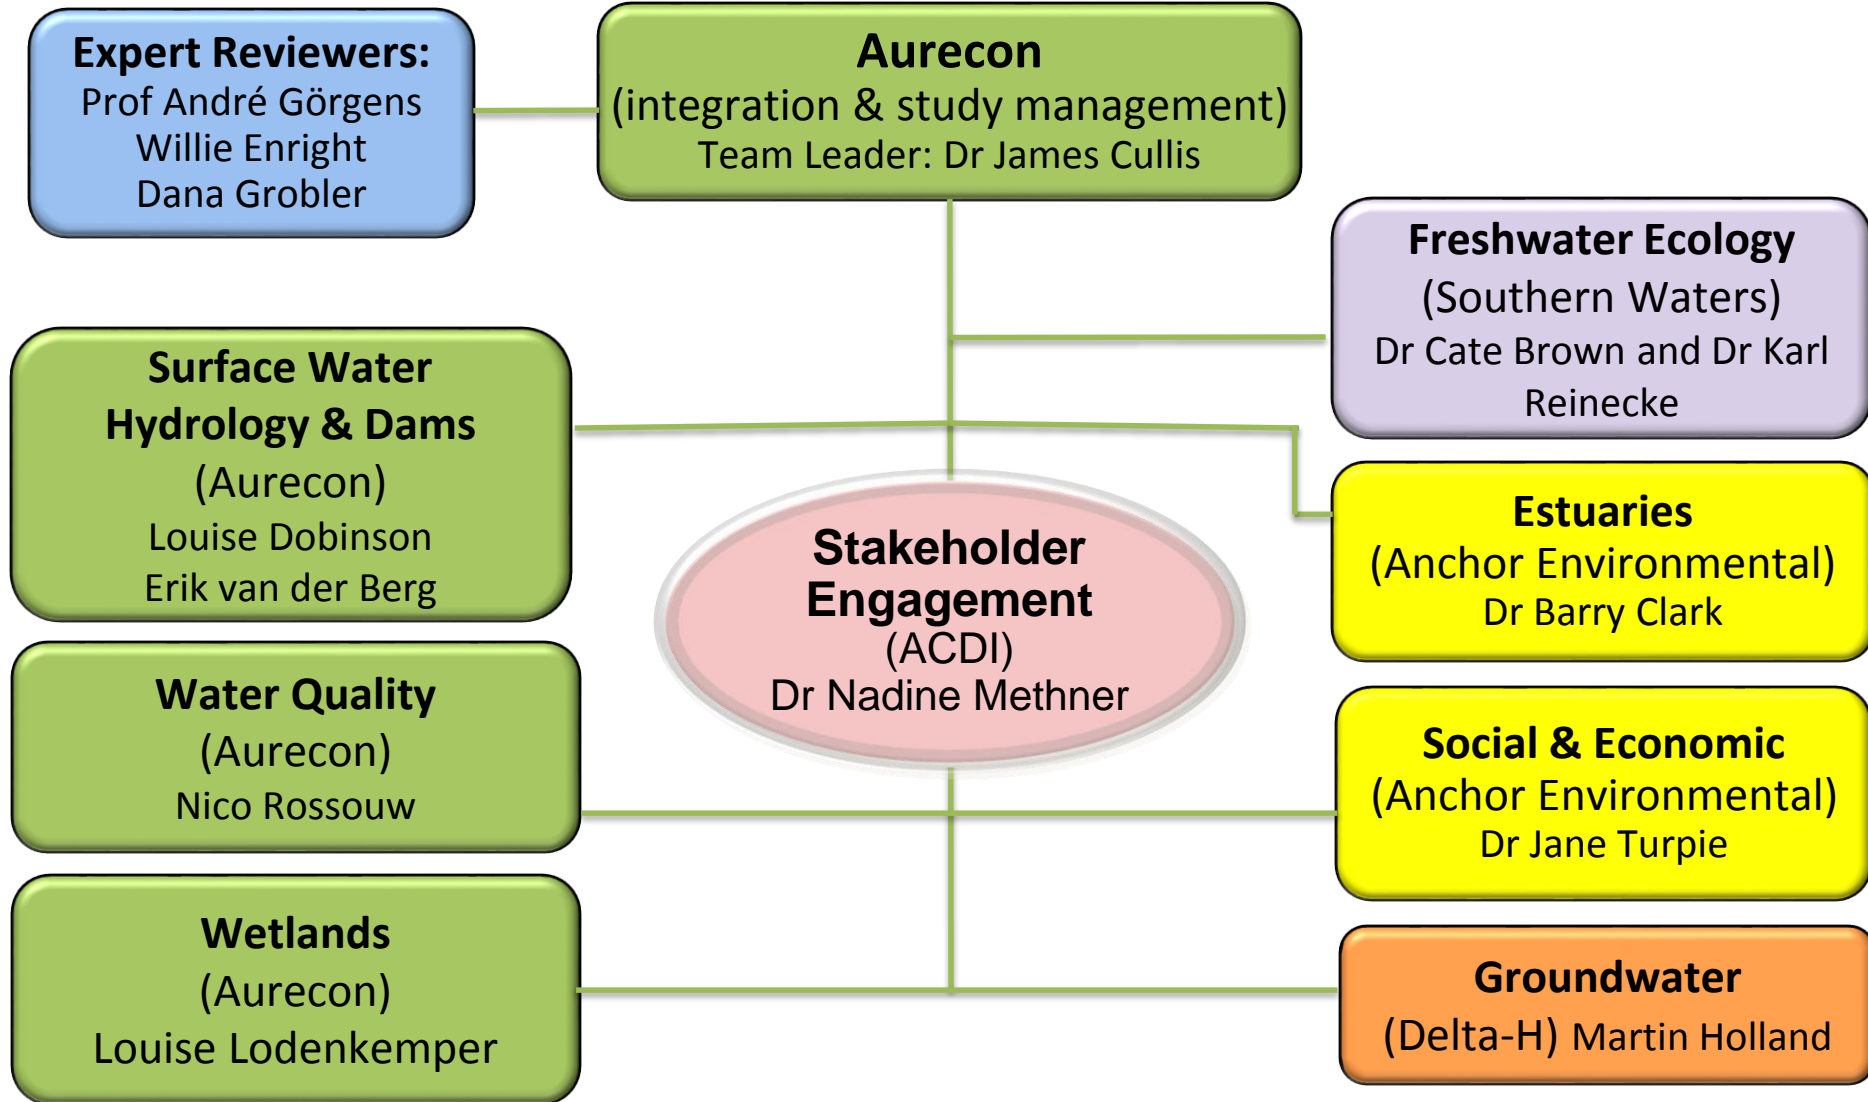 Expert Reviewers:
Prof André Görgens
Willie Enright
Dana Grobler
Aurecon
(integration & study management)
Team Leader: Dr James Cullis
Freshwater Ecology
(Southern Waters)
Dr Cate Brown and Dr Karl
Reinecke
Surface Water
Hydrology & Dams
(Aurecon)
Louise Dobinson
Erik van der Berg
Stakeholder
Engagement
(ACDI)
Dr Nadine Methner
Estuaries
(Anchor Environmental)
Dr Barry Clark
Water Quality
(Aurecon)
Nico Rossouw
Social & Economic
(Anchor Environmental)
Dr Jane Turpie
Wetlands
(Aurecon)
Louise Lodenkemper
Groundwater
(Delta-H) Martin Holland